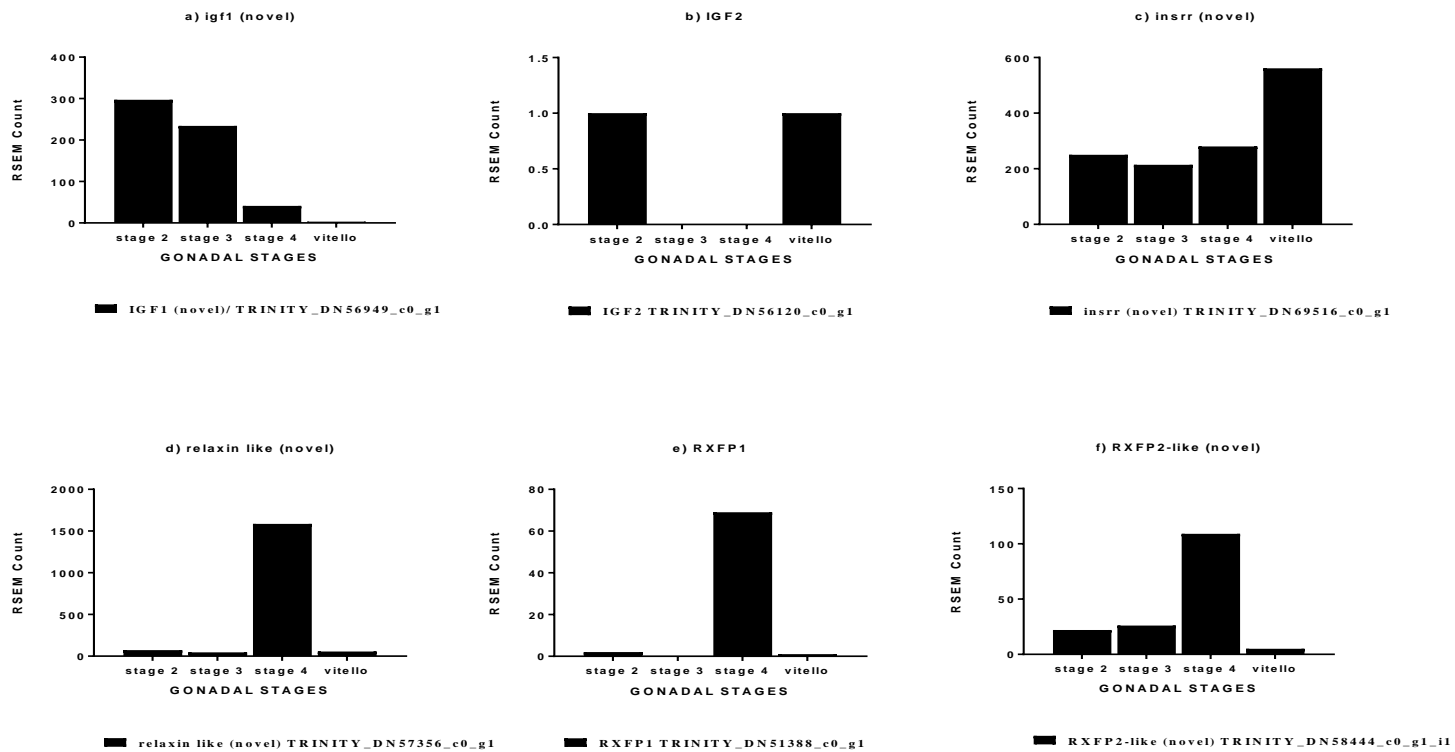 a) igf1 (novel)
400
300
200
100
0
RSEM Count
stage 2 stage 3 stage 4 vitello
GONADAL STAGES
IGF1 (novel)/ TRINITY_DN56949_c0_g1
b) IGF2
1.5
1.0
0.5
0.0
RSEM Count
stage 2 stage 3 stage 4 vitello
GONADAL STAGES
IGF2 TRINITY_DN56120_c0_g1
c) insrr (novel)
600
400
200
0
RSEM Count
stage 2 stage 3 stage 4 vitello
GONADAL STAGES
insrr (novel) TRINITY_DN69516_c0_g1
d) relaxin like (novel)
2000
1500
1000
500
0
RSEM Count
stage 2 stage 3 stage 4 vitello
GONADAL STAGES
relaxin like (novel) TRINITY_DN57356_c0_g1
e) RXFP1
80
60
40
20
0
RSEM Count
stage 2 stage 3 stage 4 vitello
GONADAL STAGES
RXFP1 TRINITY_DN51388_c0_g1
f) RXFP2-like (novel)
150
100
50
0
RSEM Count
stage 2 stage 3 stage 4 vitello
GONADAL STAGES
RXFP2-like (novel) TRINITY_DN58444_c0_g1_i1